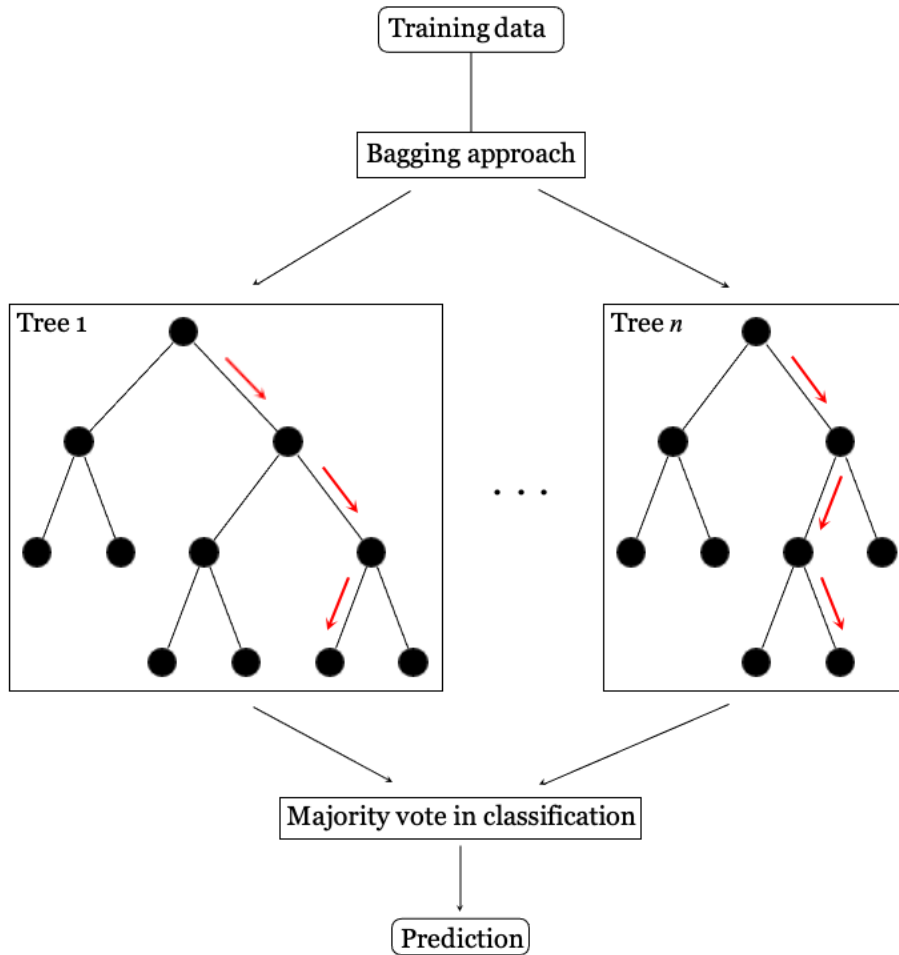 Training data
Bagging approach
Tree 1
Tree n
. . .
Majority vote in classification
Prediction